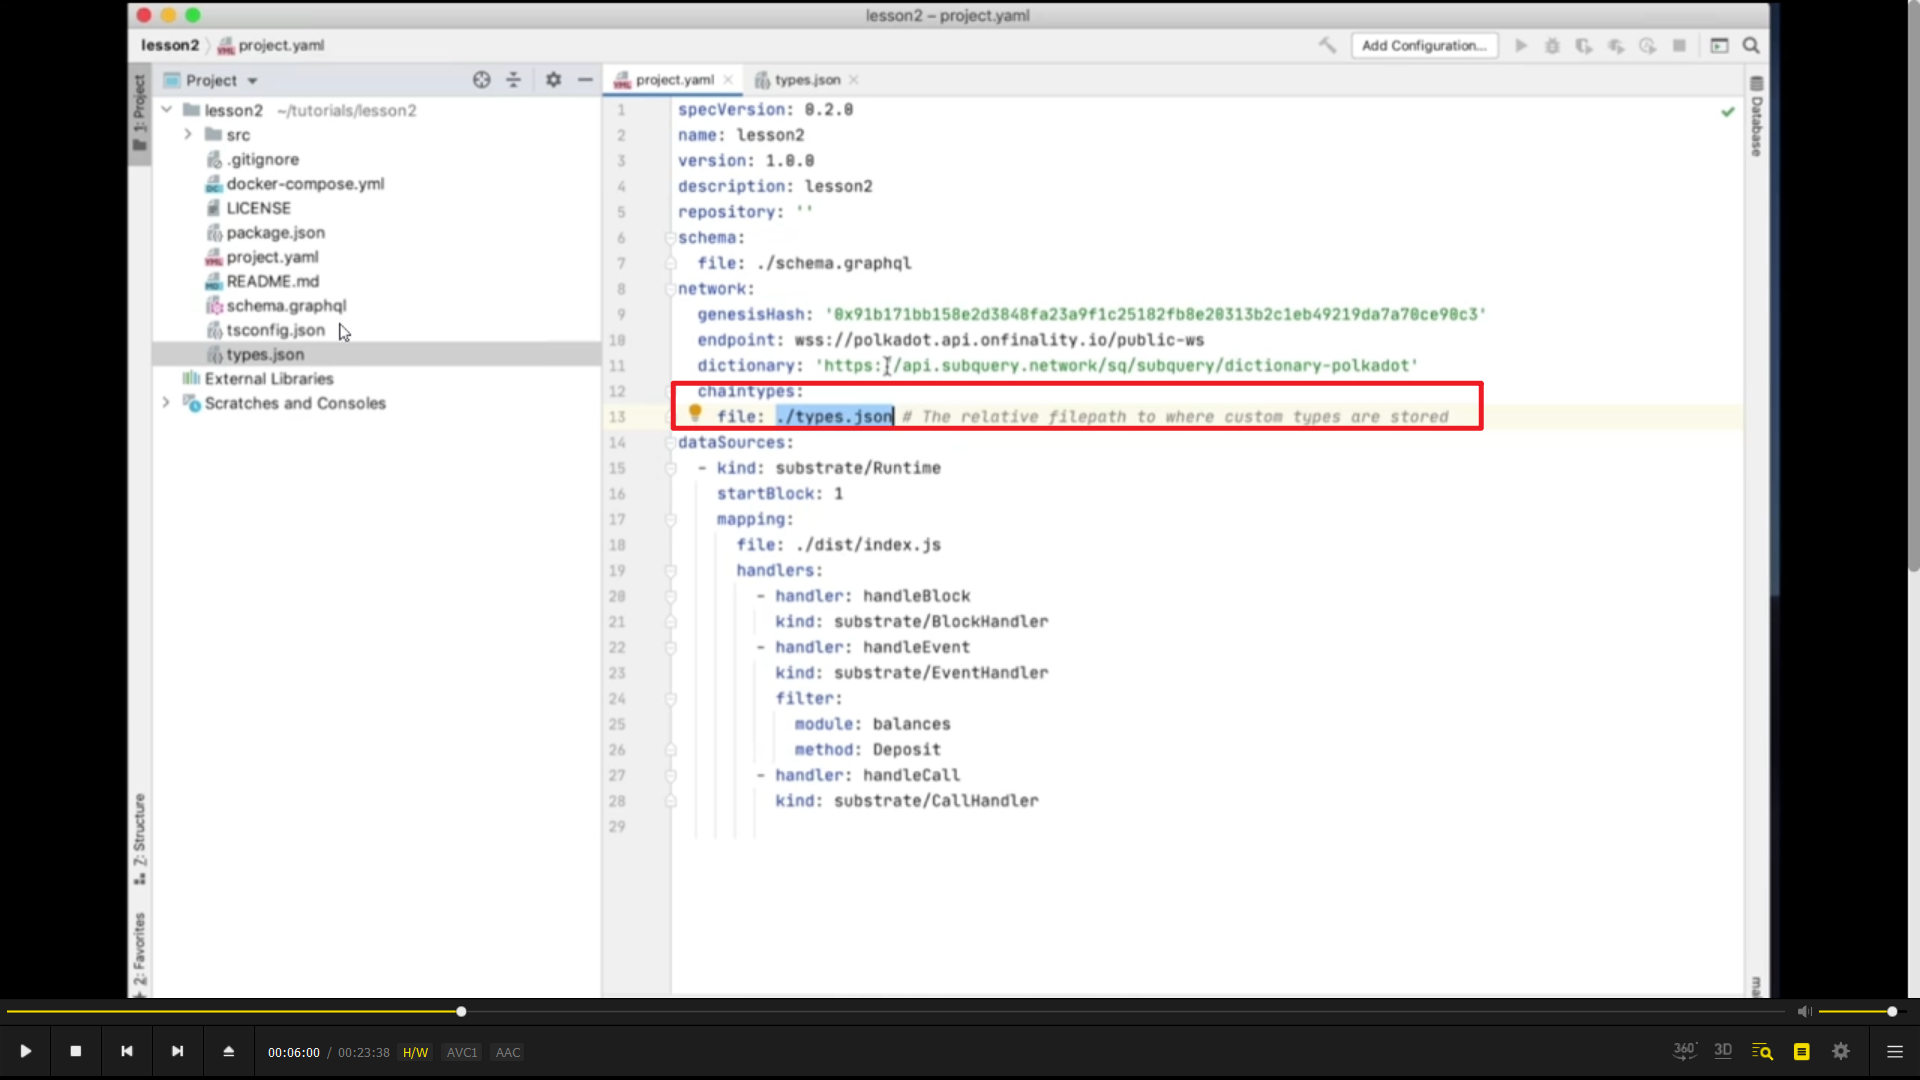 lesson2 – project.yaml
lesson2 project.yaml
Add Configuration...
1: Project
Project
project.yaml
types.json
lesson2 ~/tutorials/lesson2
src
.gitignore
docker-compose.yml
LICENSE
package.json
project.yaml
README.md
schema.graphql
tsconfig.json
types.json
External Libraries
Scratches and Consoles
1 specVersion: 0.2.0
2 name: lesson2
3 version: 1.0.0
4 description: lesson2
5 repository: ''
6 schema:
7 file: ./schema.graphql
8 network:
9 genesisHash: '0x91b171bb158e2d3848fa23a9f1c25182fb8e20313b2c1eb49219da7a70ce90c3'
10 endpoint: wss://polkadot.api.onfinality.io/public-ws
11 dictionary: 'https://api.subquery.network/sq/subquery/dictionary-polkadot'
12 chaintypes:
13 file: ./types.json # The relative filepath to where custom types are stored
14 dataSources:
15 - kind: substrate/Runtime
16 startBlock: 1
17 mapping:
18 file: ./dist/index.js
19 handlers:
20 - handler: handleBlock
21 kind: substrate/BlockHandler
22 - handler: handleEvent
23 kind: substrate/EventHandler
24 filter:
25 module: balances
26 method: Deposit
27 - handler: handleCall
28 kind: substrate/CallHandler
29
Database
7: Structure
2: Favorites
00:06:00 / 00:23:38 H/W AVC1 AAC
360° 3D